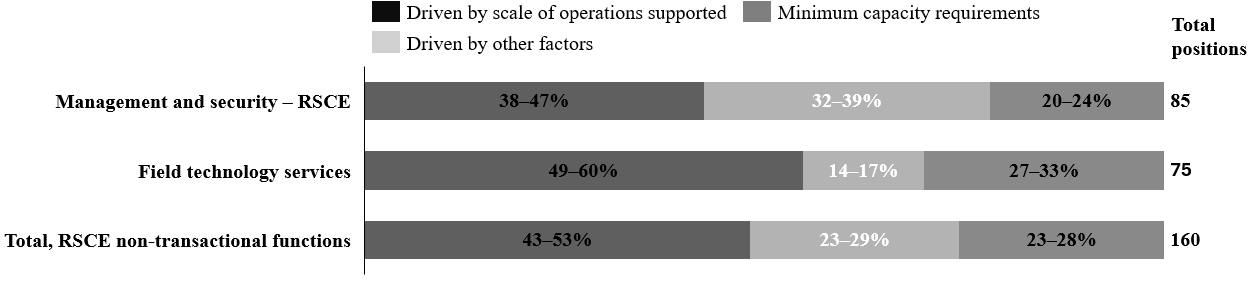 Driven by scale of operations supported
Minimum capacity requirements
Driven by other factors
Total
positions
Management and security – RSCE
38–47%
32–39%
20–24%
85
Field technology services
49–60%
14–17%
27–33%
75
Total, RSCE non-transactional functions
43–53%
23–29%
23–28%
160